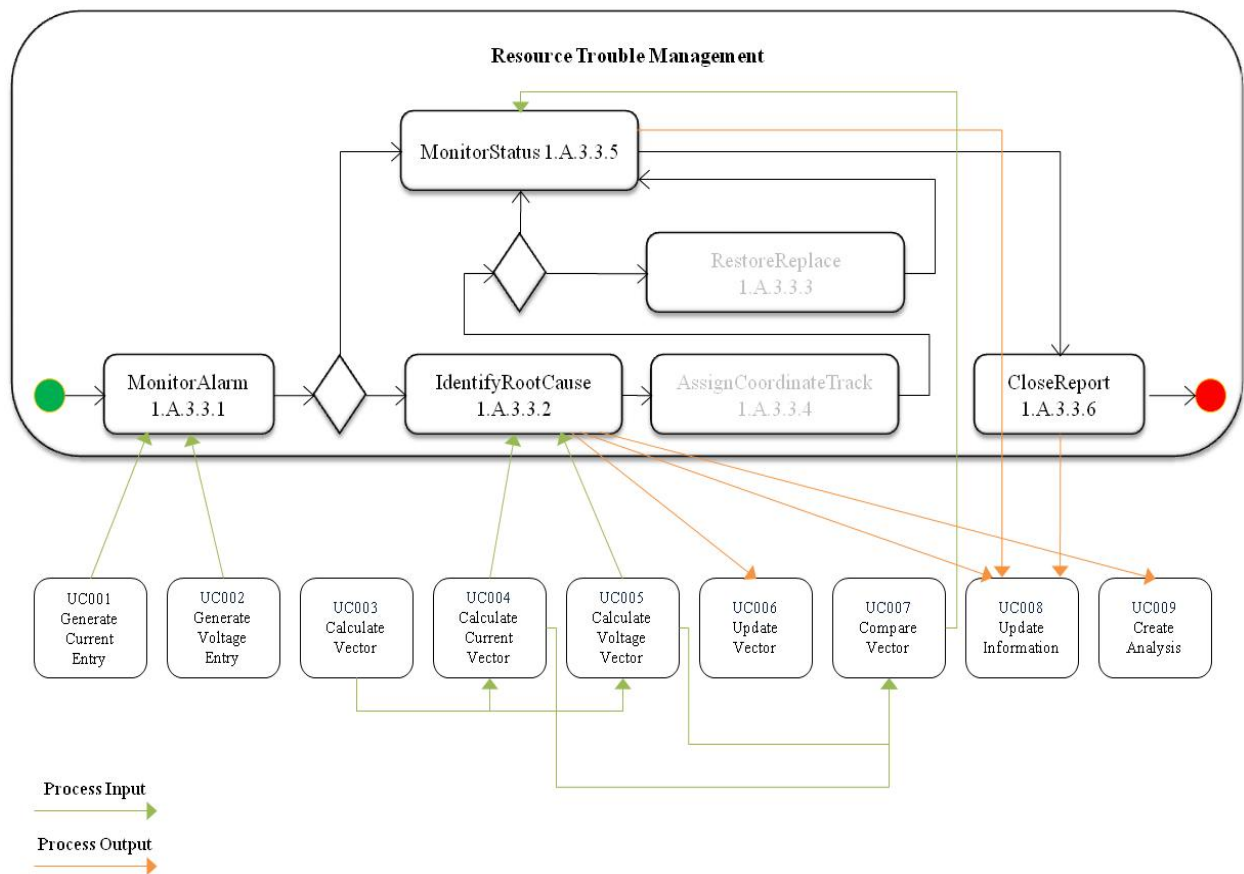 Resource Trouble Management
MonitorStatus 1.A.3.3.5
RestoreReplace
1.A.3.3.3
MonitorAlarm
1.A.3.3.1
IdentifyRootCause
1.A.3.3.2
AssignCoordinateTrack
1.A.3.3.4
CloseReport
1.A.3.3.6
UC001
Generate
Current
Entry
UC002
Generate
Voltage
Entry
UC003
Calculate
Vector
UC004
Calculate
Current
Vector
UC005
Calculate
Voltage
Vector
UC006
Update
Vector
UC007
Compare
Vector
UC008
Update
Information
UC009
Create
Analysis
Process Input
Process Output